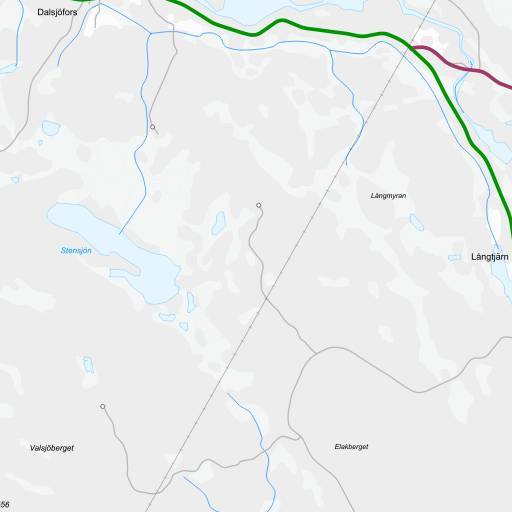 Dalsjöfors
Långmyran
Stensjön
Långtjärn
Valsjöberget
Elakberget
56